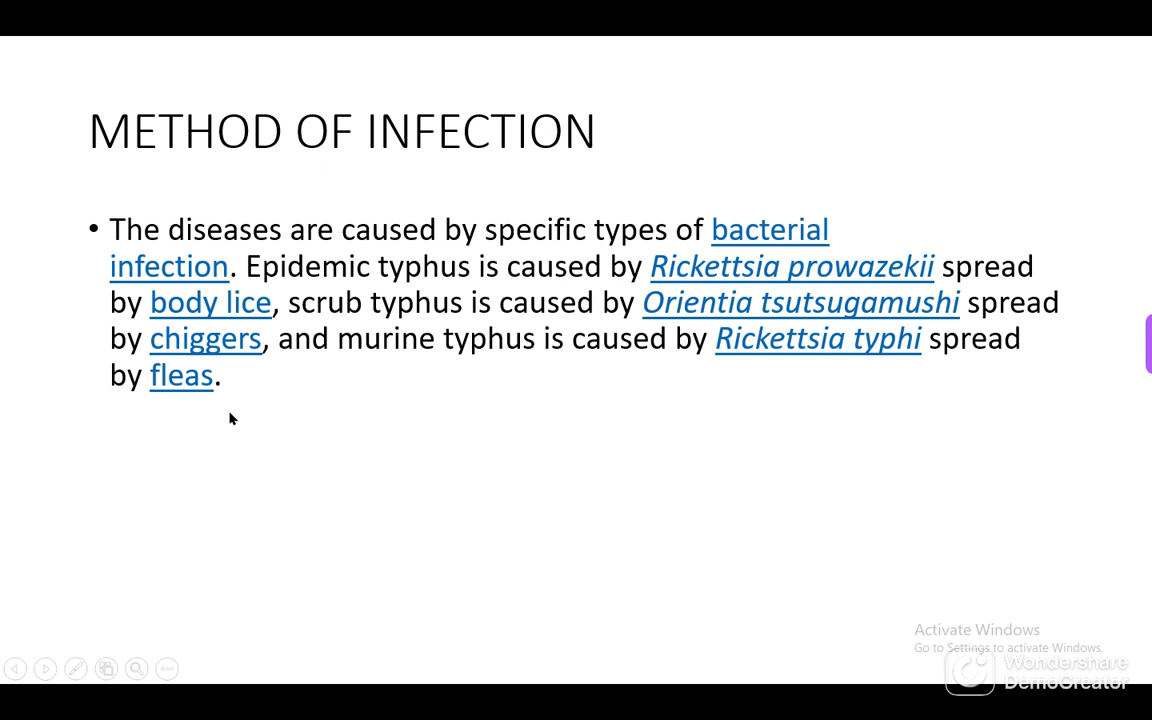 METHOD OF INFECTION
• The diseases are caused by specific types of bacterial
infection. Epidemic typhus is caused by Rickettsia prowazekii spread
by body lice, scrub typhus is caused by Orientia tsutsugamushi spread
by chiggers, and murine typhus is caused by Rickettsia typhi spread
by fleas.
Activate Windows
Go to Settings to activate Windows.
Wondershare
DemoCreator